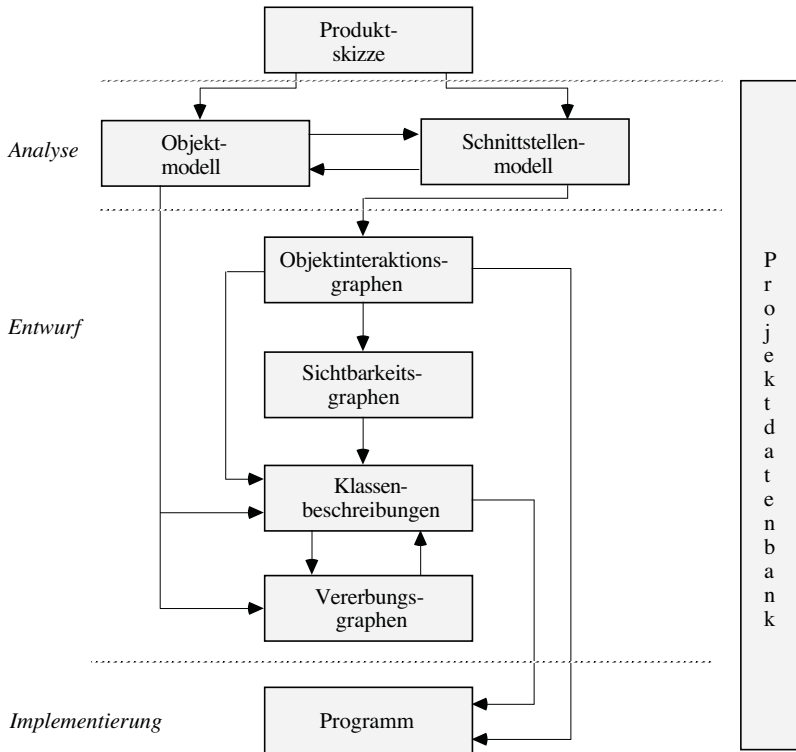 Produkt-
skizze
Analyse
Objekt-
modell
Schnittstellen-
modell
Objektinteraktions-
graphen
Entwurf
Sichtbarkeits-
graphen
Klassen-
beschreibungen
Vererbungs-
graphen
Implementierung
Programm
P
r
o
j
e
k
t
d
a
t
e
n
b
a
n
k